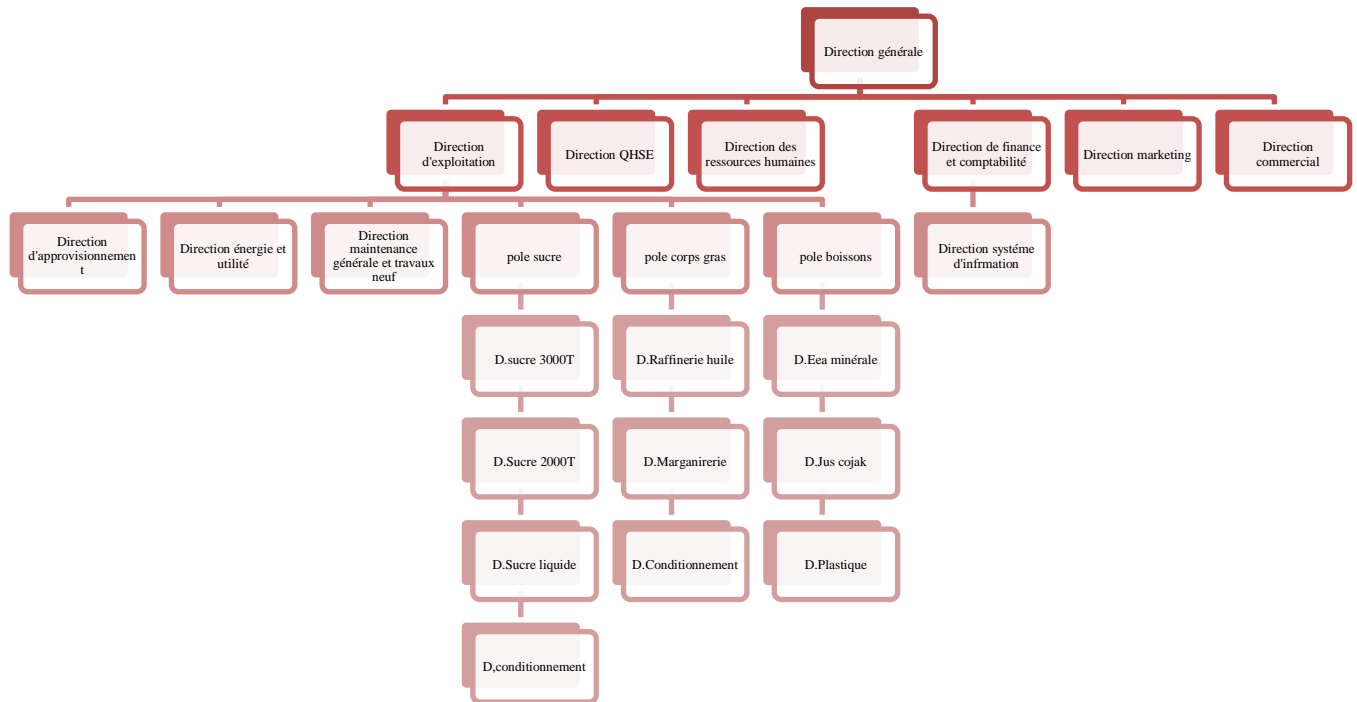 Direction générale
Direction
d'exploitation
Direction QHSE
Direction des
ressources humaines
Direction de finance
et comptabilité
Direction marketing
Direction
commercial
Direction
d'approvisionnemen
t
Direction énergie et
utilité
Direction
maintenance
générale et travaux
neuf
pole sucre
pole corps gras
pole boissons
Direction systéme
d'infrmation
D.sucre 3000T
D.Raffinerie huile
D.Eea minérale
D.Sucre 2000T
D.Marganirerie
D.Jus cojak
D.Sucre liquide
D.Conditionnement
D.Plastique
D,conditionnement